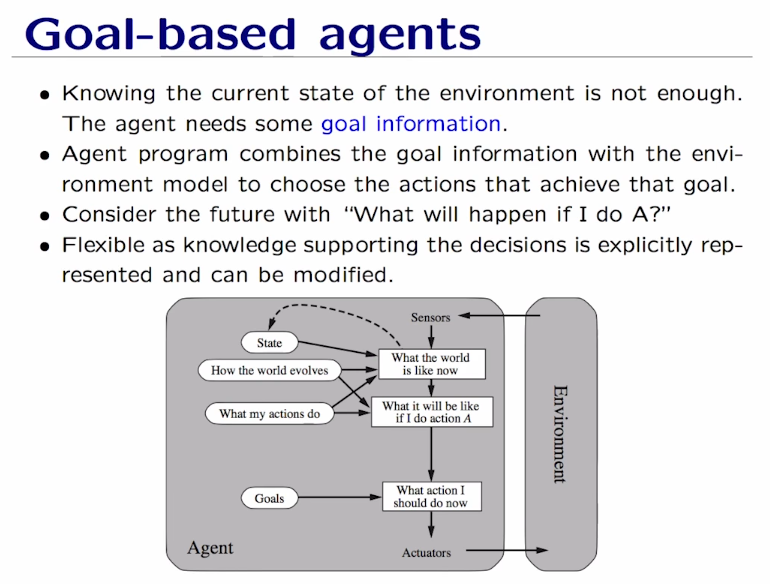 Goal-based agents
• Knowing the current state of the environment is not enough.
The agent needs some goal information.
• Agent program combines the goal information with the envi-
ronment model to choose the actions that achieve that goal.
• Consider the future with “What will happen if I do A?”
• Flexible as knowledge supporting the decisions is explicitly rep-
resented and can be modified.
Sensors
State
What the world
is like now
How the world evolves
What my actions do
What it will be like
if I do action A
Goals
What action I
should do now
Agent
Actuators
Environment